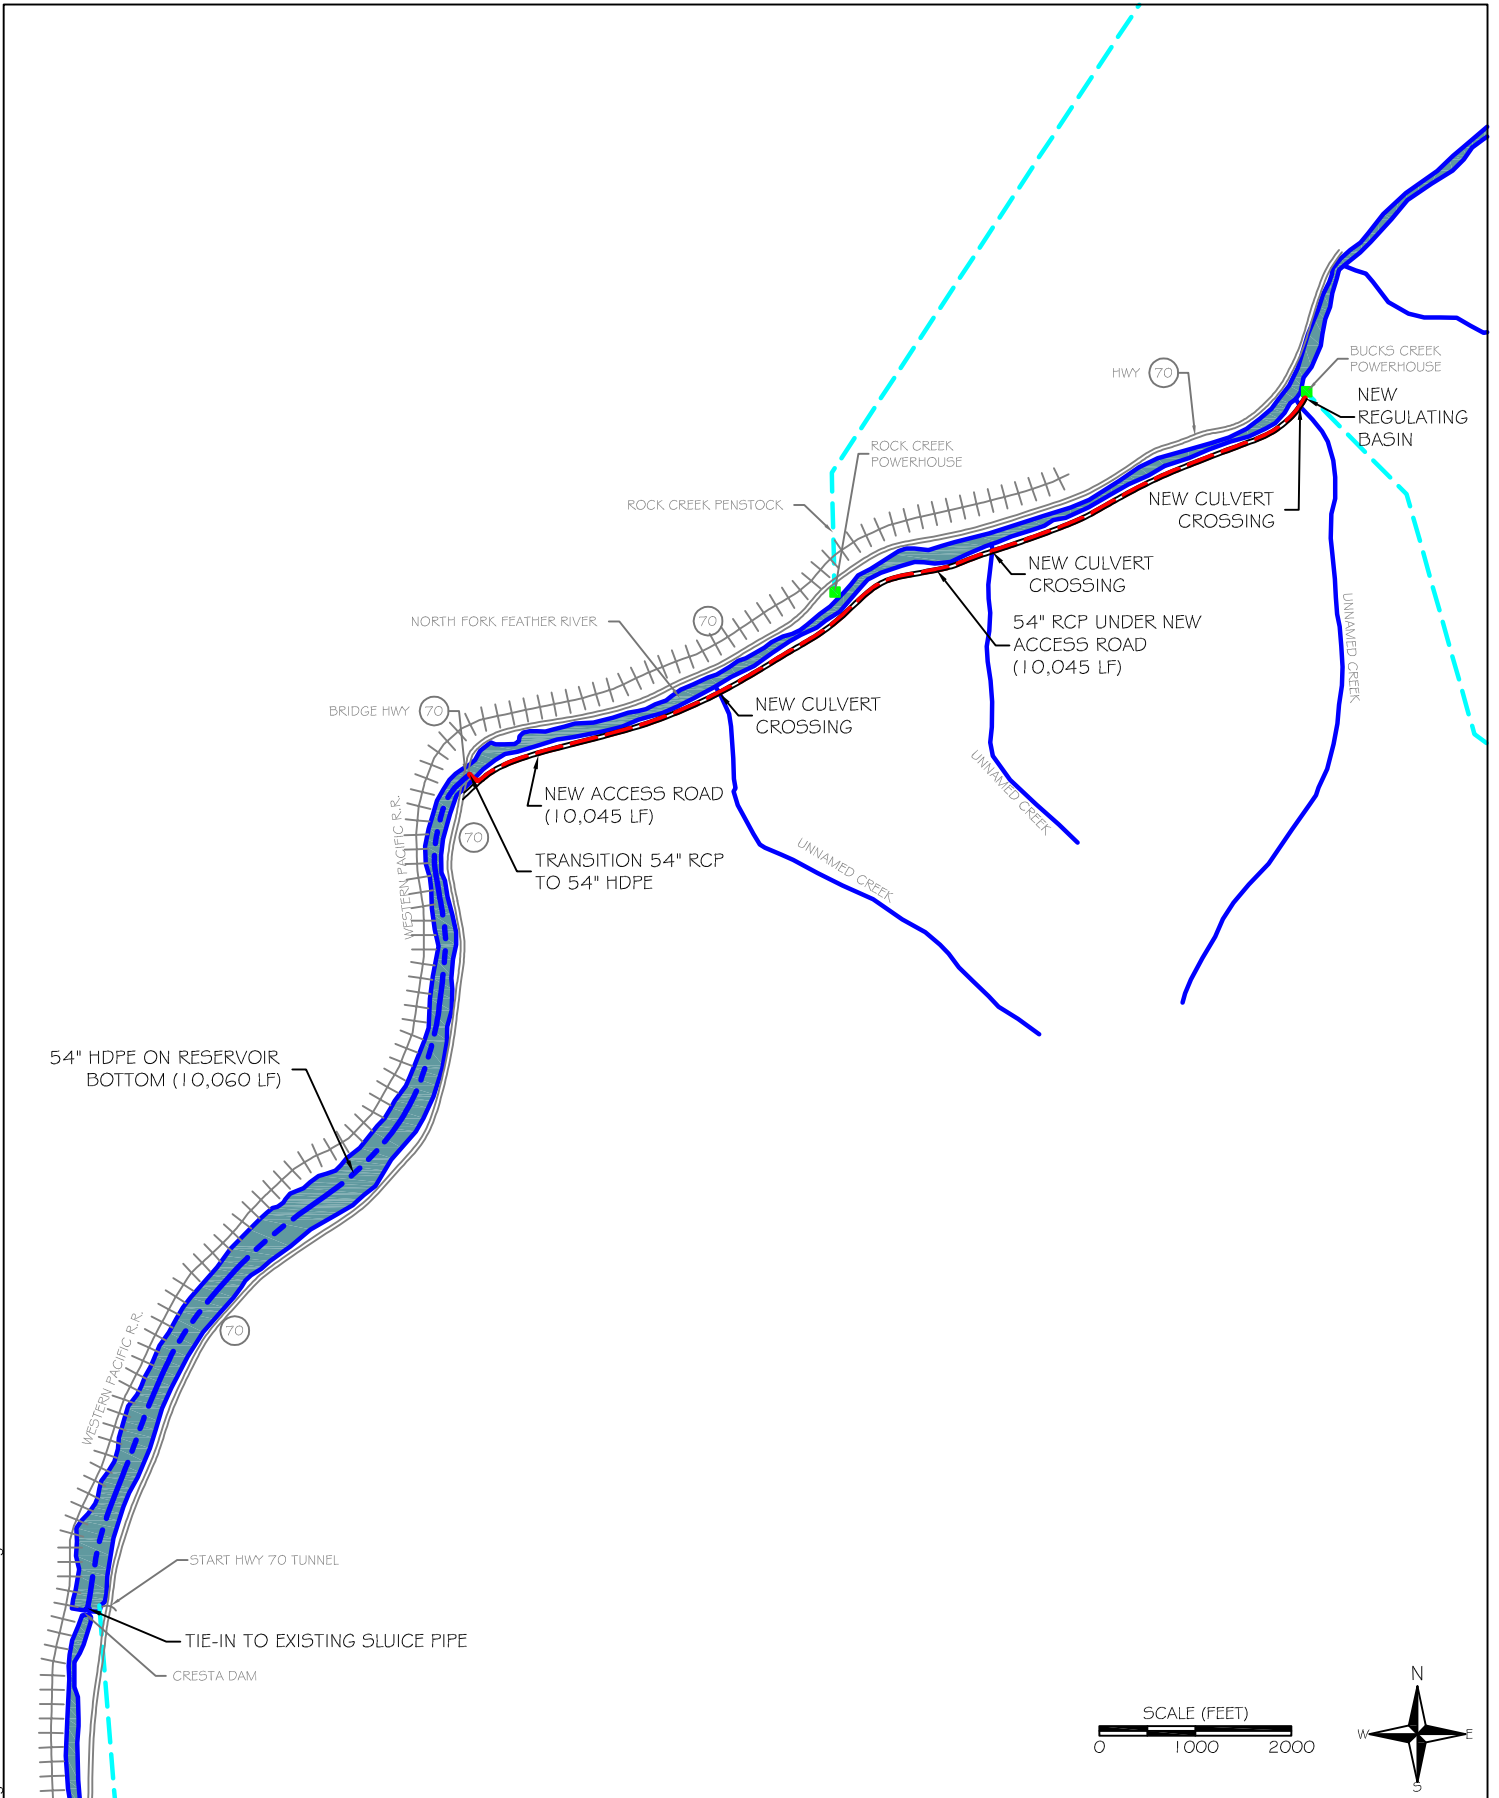 BUCKS CREEK
POWERHOUSE
HWY 70
NEW
REGULATING
BASIN
ROCK CREEK
POWERHOUSE
ROCK CREEK PENSTOCK
NEW CULVERT
CROSSING
NEW CULVERT
CROSSING
54" RCP UNDER NEW
ACCESS ROAD
(10,045 LF)
UNNAMED CREEK
NORTH FORK FEATHER RIVER
70
BRIDGE HWY 70
NEW CULVERT
CROSSING
UNNAMED CREEK
NEW ACCESS ROAD
(10,045 LF)
WESTERN PACIFIC R.R.
70
TRANSITION 54" RCP
TO 54" HDPE
UNNAMED CREEK
54" HDPE ON RESERVOIR
BOTTOM (10,060 LF)
70
WESTERN PACIFIC R.R.
START HWY 70 TUNNEL
TIE-IN TO EXISTING SLUICE PIPE
CRESTA DAM
SCALE (FEET)
0 1000 2000
N
W E
S